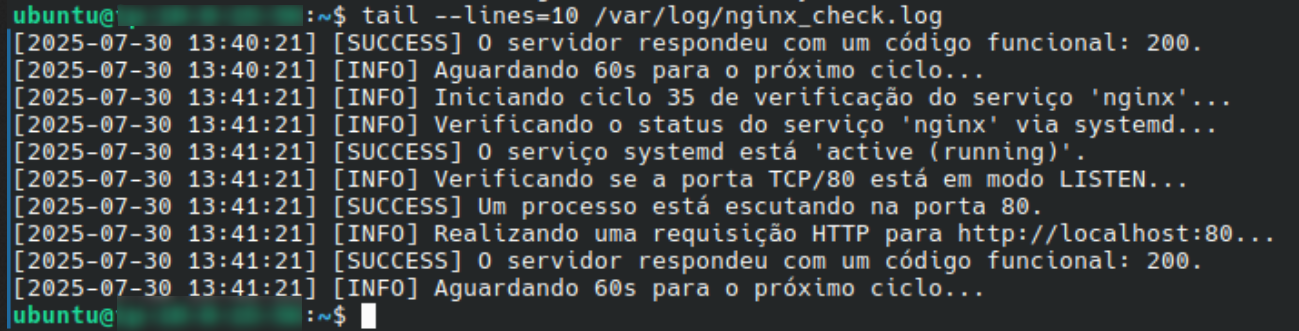 ubuntu@ :~$ tail --lines=10 /var/log/nginx_check.log
[2025-07-30 13:40:21] [SUCCESS] O servidor respondeu com um código funcional: 200.
[2025-07-30 13:40:21] [INFO] Aguardando 60s para o próximo ciclo...
[2025-07-30 13:41:21] [INFO] Iniciando ciclo 35 de verificação do serviço 'nginx'...
[2025-07-30 13:41:21] [INFO] Verificando o status do serviço 'nginx' via systemd...
[2025-07-30 13:41:21] [SUCCESS] O serviço systemd está 'active (running)'.
[2025-07-30 13:41:21] [INFO] Verificando se a porta TCP/80 está em modo LISTEN...
[2025-07-30 13:41:21] [SUCCESS] Um processo está escutando na porta 80.
[2025-07-30 13:41:21] [INFO] Realizando uma requisição HTTP para http://localhost:80...
[2025-07-30 13:41:21] [SUCCESS] O servidor respondeu com um código funcional: 200.
[2025-07-30 13:41:21] [INFO] Aguardando 60s para o próximo ciclo...
ubuntu@ :~$